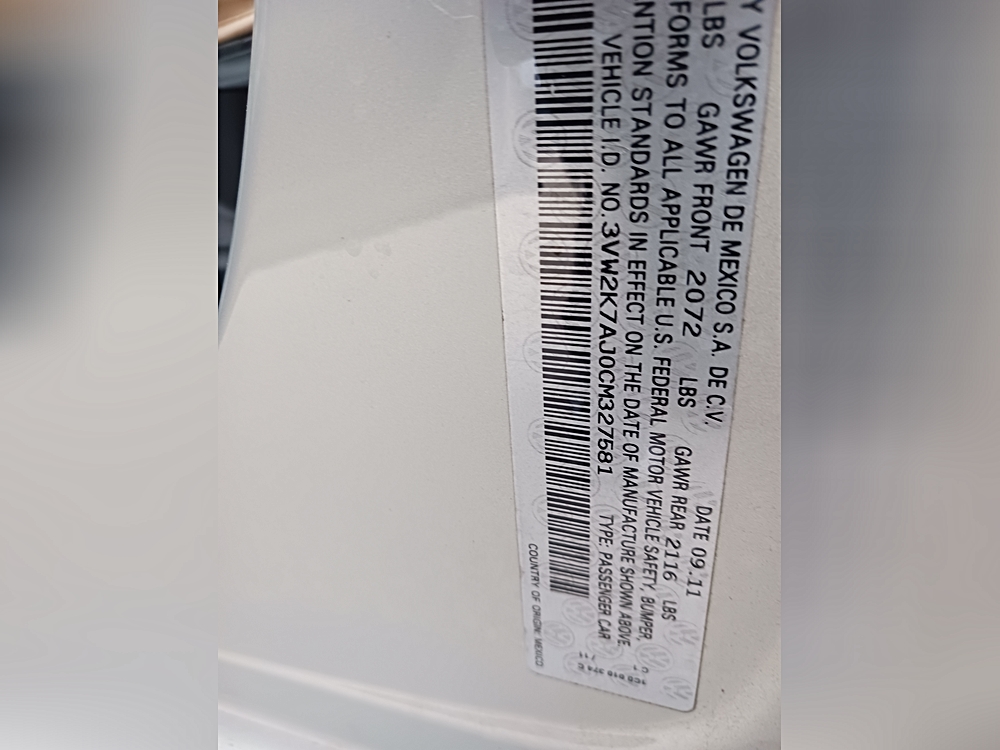 Y VOLKSWAGEN DE MEXICO S.A. DE C.V.
DATE 09.11
LBS GAWR FRONT 2072 LBS GAWR REAR 2116 LBS
FORMS TO ALL APPLICABLE U.S. FEDERAL MOTOR VEHICLE SAFETY, BUMPER,
NTION STANDARDS IN EFFECT ON THE DATE OF MANUFACTURE SHOWN ABOVE
VEHICLE I.D. NO. 3VW2K7AJ0CM327581 TYPE: PASSENGER CAR
COUNTRY OF ORIGIN: MEXICO